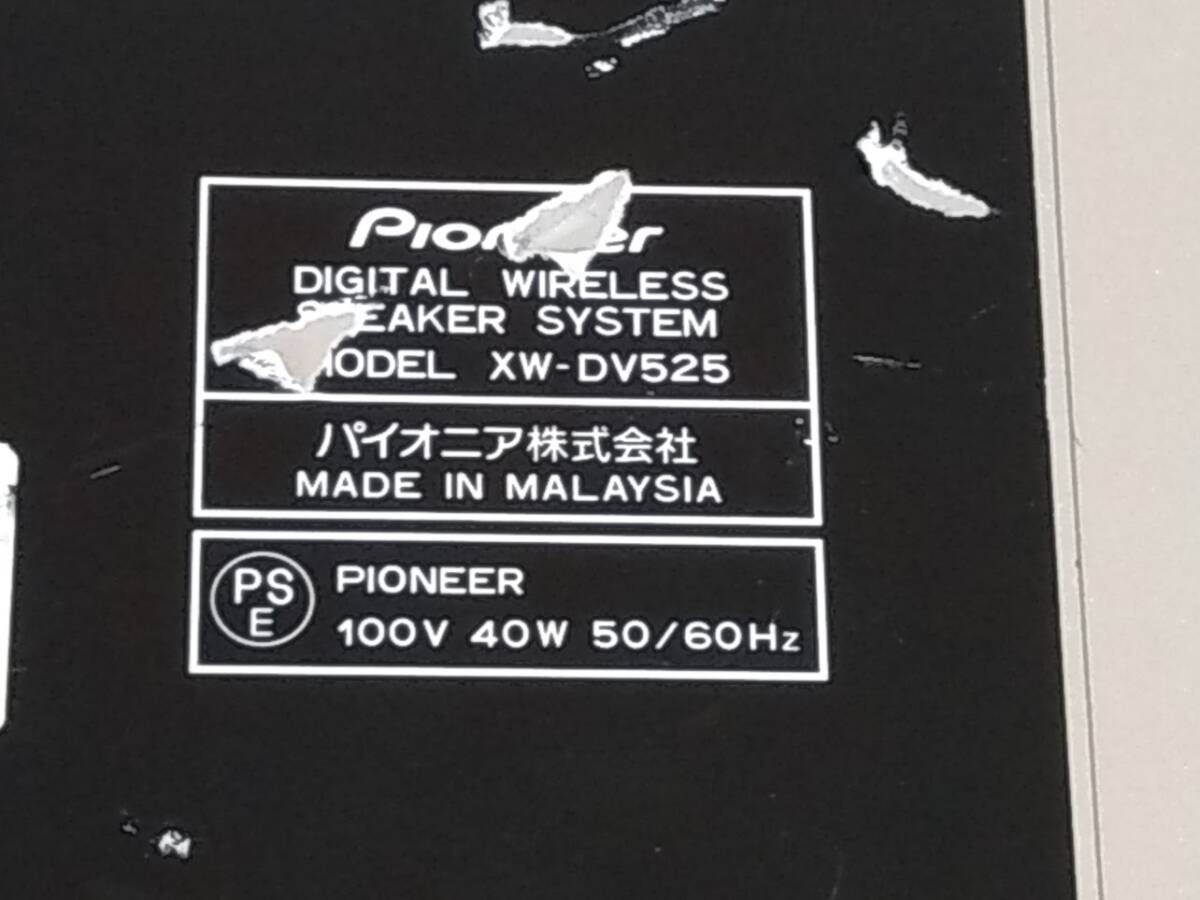 Pioneer
DIGITAL WIRELESS
SPEAKER SYSTEM
MODEL XW-DV525
パイオニア株式会社
MADE IN MALAYSIA
PS
E
PIONEER
100V 40W 50/60Hz